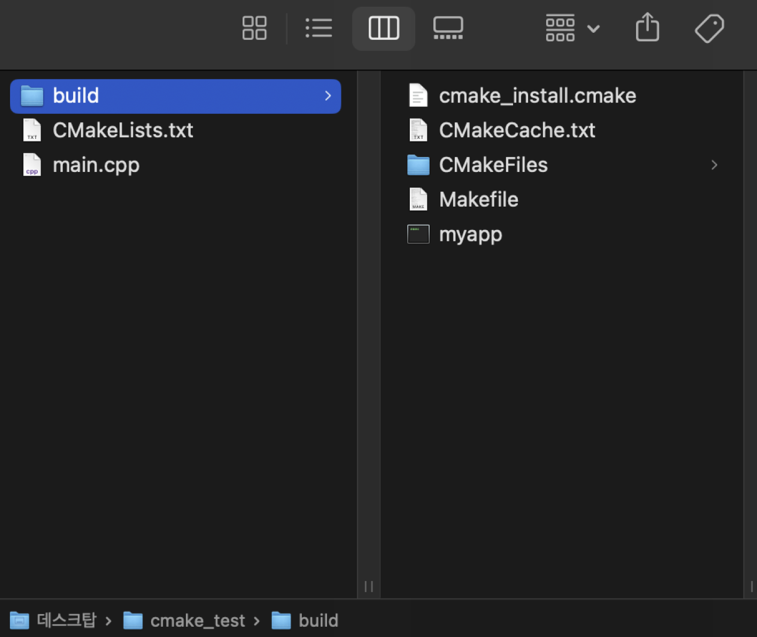 build
CMakeLists.txt
main.cpp
cmake_install.cmake
CMakeCache.txt
CMakeFiles
Makefile
myapp
데스크탑 › cmake_test › build